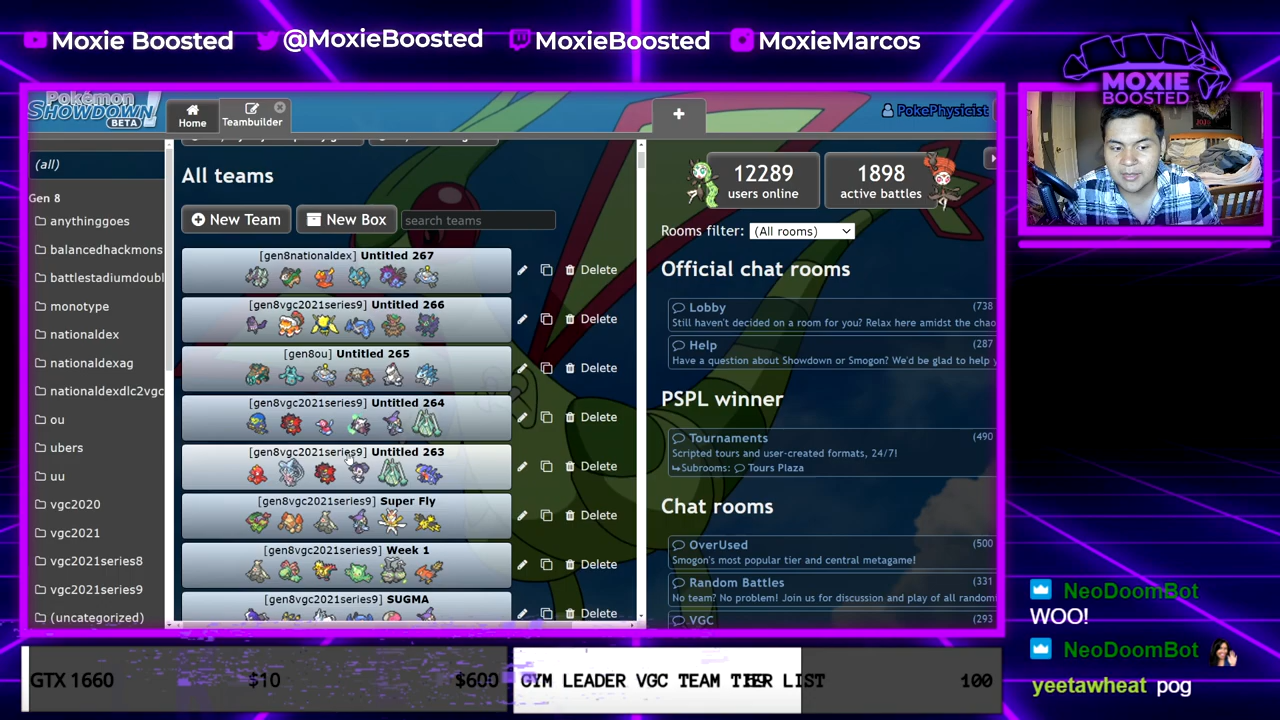 Moxie Boosted
@MoxieBoosted
MoxieBoosted
MoxieMarcos
MOXIE
BOOSTED
Pokémon
SHOWDOWN!
BETA
Home
Teambuilder
+
PokePhysicist
(all)
Gen 8
anythinggoes
balancedhackmons
battlestadiumdoubl
monotype
nationaldex
nationaldexag
nationaldexdlc2vgc
ou
ubers
uu
vgc2020
vgc2021
vgc2021series8
vgc2021series9
(uncategorized)
All teams
New Team
New Box
search teams
[gen8nationaldex] Untitled 267
Delete
[gen8vgc2021series9] Untitled 266
Delete
[gen8ou] Untitled 265
Delete
[gen8vgc2021series9] Untitled 264
Delete
[gen8vgc2021series9] Untitled 263
Delete
[gen8vgc2021series9] Super Fly
Delete
[gen8vgc2021series9] Week 1
Delete
[gen8vgc2021series9] SUGMA
Delete
12289
users online
1898
active battles
Rooms filter: (All rooms)
Official chat rooms
Lobby (738
Still haven't decided on a room for you? Relax here amidst the chao
Help (287
Have a question about Showdown or Smogon? We'd be glad to help y
PSPL winner
Tournaments (490
Scripted tours and user-created formats, 24/7!
Subrooms: Tours Plaza
Chat rooms
OverUsed (500
Smogon's most popular tier and central metagame!
Random Battles (331
No team? No problem! Join us for discussion and play of all random
VGC (293
NeoDoomBot
WOO!
NeoDoomBot
yeetawheat pog
GTX 1660 $10 $600
GYM LEADER VGC TEAM TIER LIST 100